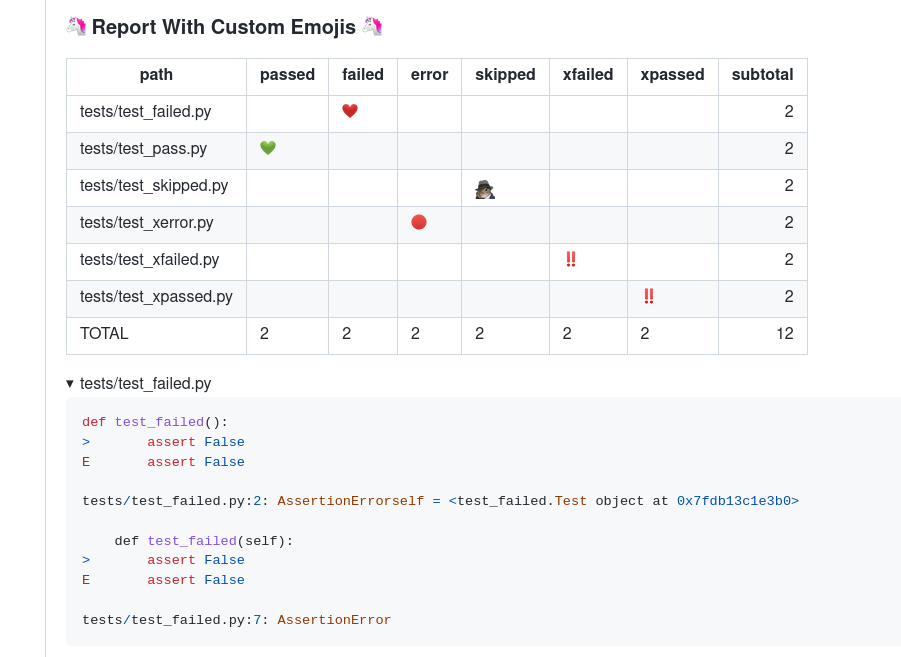 🦄 Report With Custom Emojis 🦄
path passed failed error skipped xfailed xpassed subtotal
tests/test_failed.py ❤️ 2
tests/test_pass.py 💚 2
tests/test_skipped.py 2
tests/test_xerror.py 🔴 2
tests/test_xfailed.py ‼️ 2
tests/test_xpassed.py ‼️ 2
TOTAL 2 2 2 2 2 2 12
▼ tests/test_failed.py
def test_failed():
>       assert False
E       assert False
tests/test_failed.py:2: AssertionErrorself = <test_failed.Test object at 0x7fdb13c1e3b0>
    def test_failed(self):
>       assert False
E       assert False
tests/test_failed.py:7: AssertionError